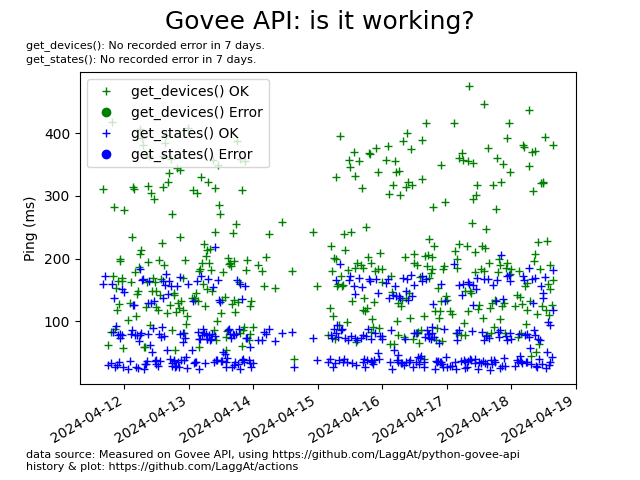 Govee API: is it working?
get_devices(): No recorded error in 7 days.
get_states(): No recorded error in 7 days.
get_devices() OK
get_devices() Error
get_states() OK
get_states() Error
Ping (ms)
400
300
200
100
2024-04-12
2024-04-13
2024-04-14
2024-04-15
2024-04-16
2024-04-17
2024-04-18
2024-04-19
data source: Measured on Govee API, using https://github.com/LaggAt/python-govee-api
history & plot: https://github.com/LaggAt/actions